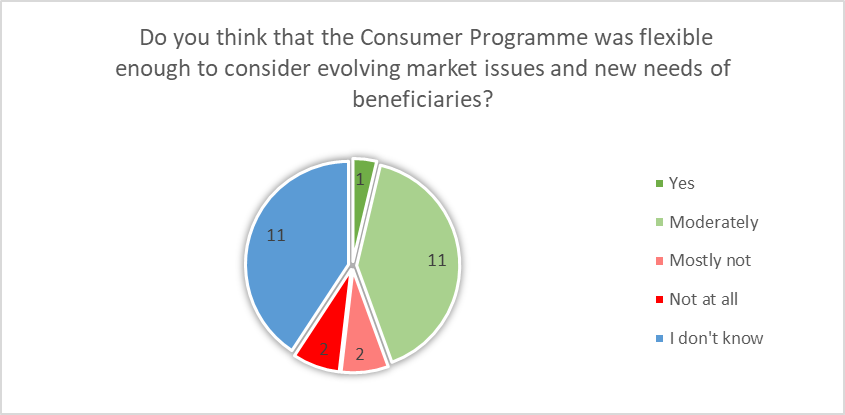 Do you think that the Consumer Programme was flexible
enough to consider evolving market issues and new needs of
beneficiaries?
1
11
2
2
11
Yes
Moderately
Mostly not
Not at all
I don't know